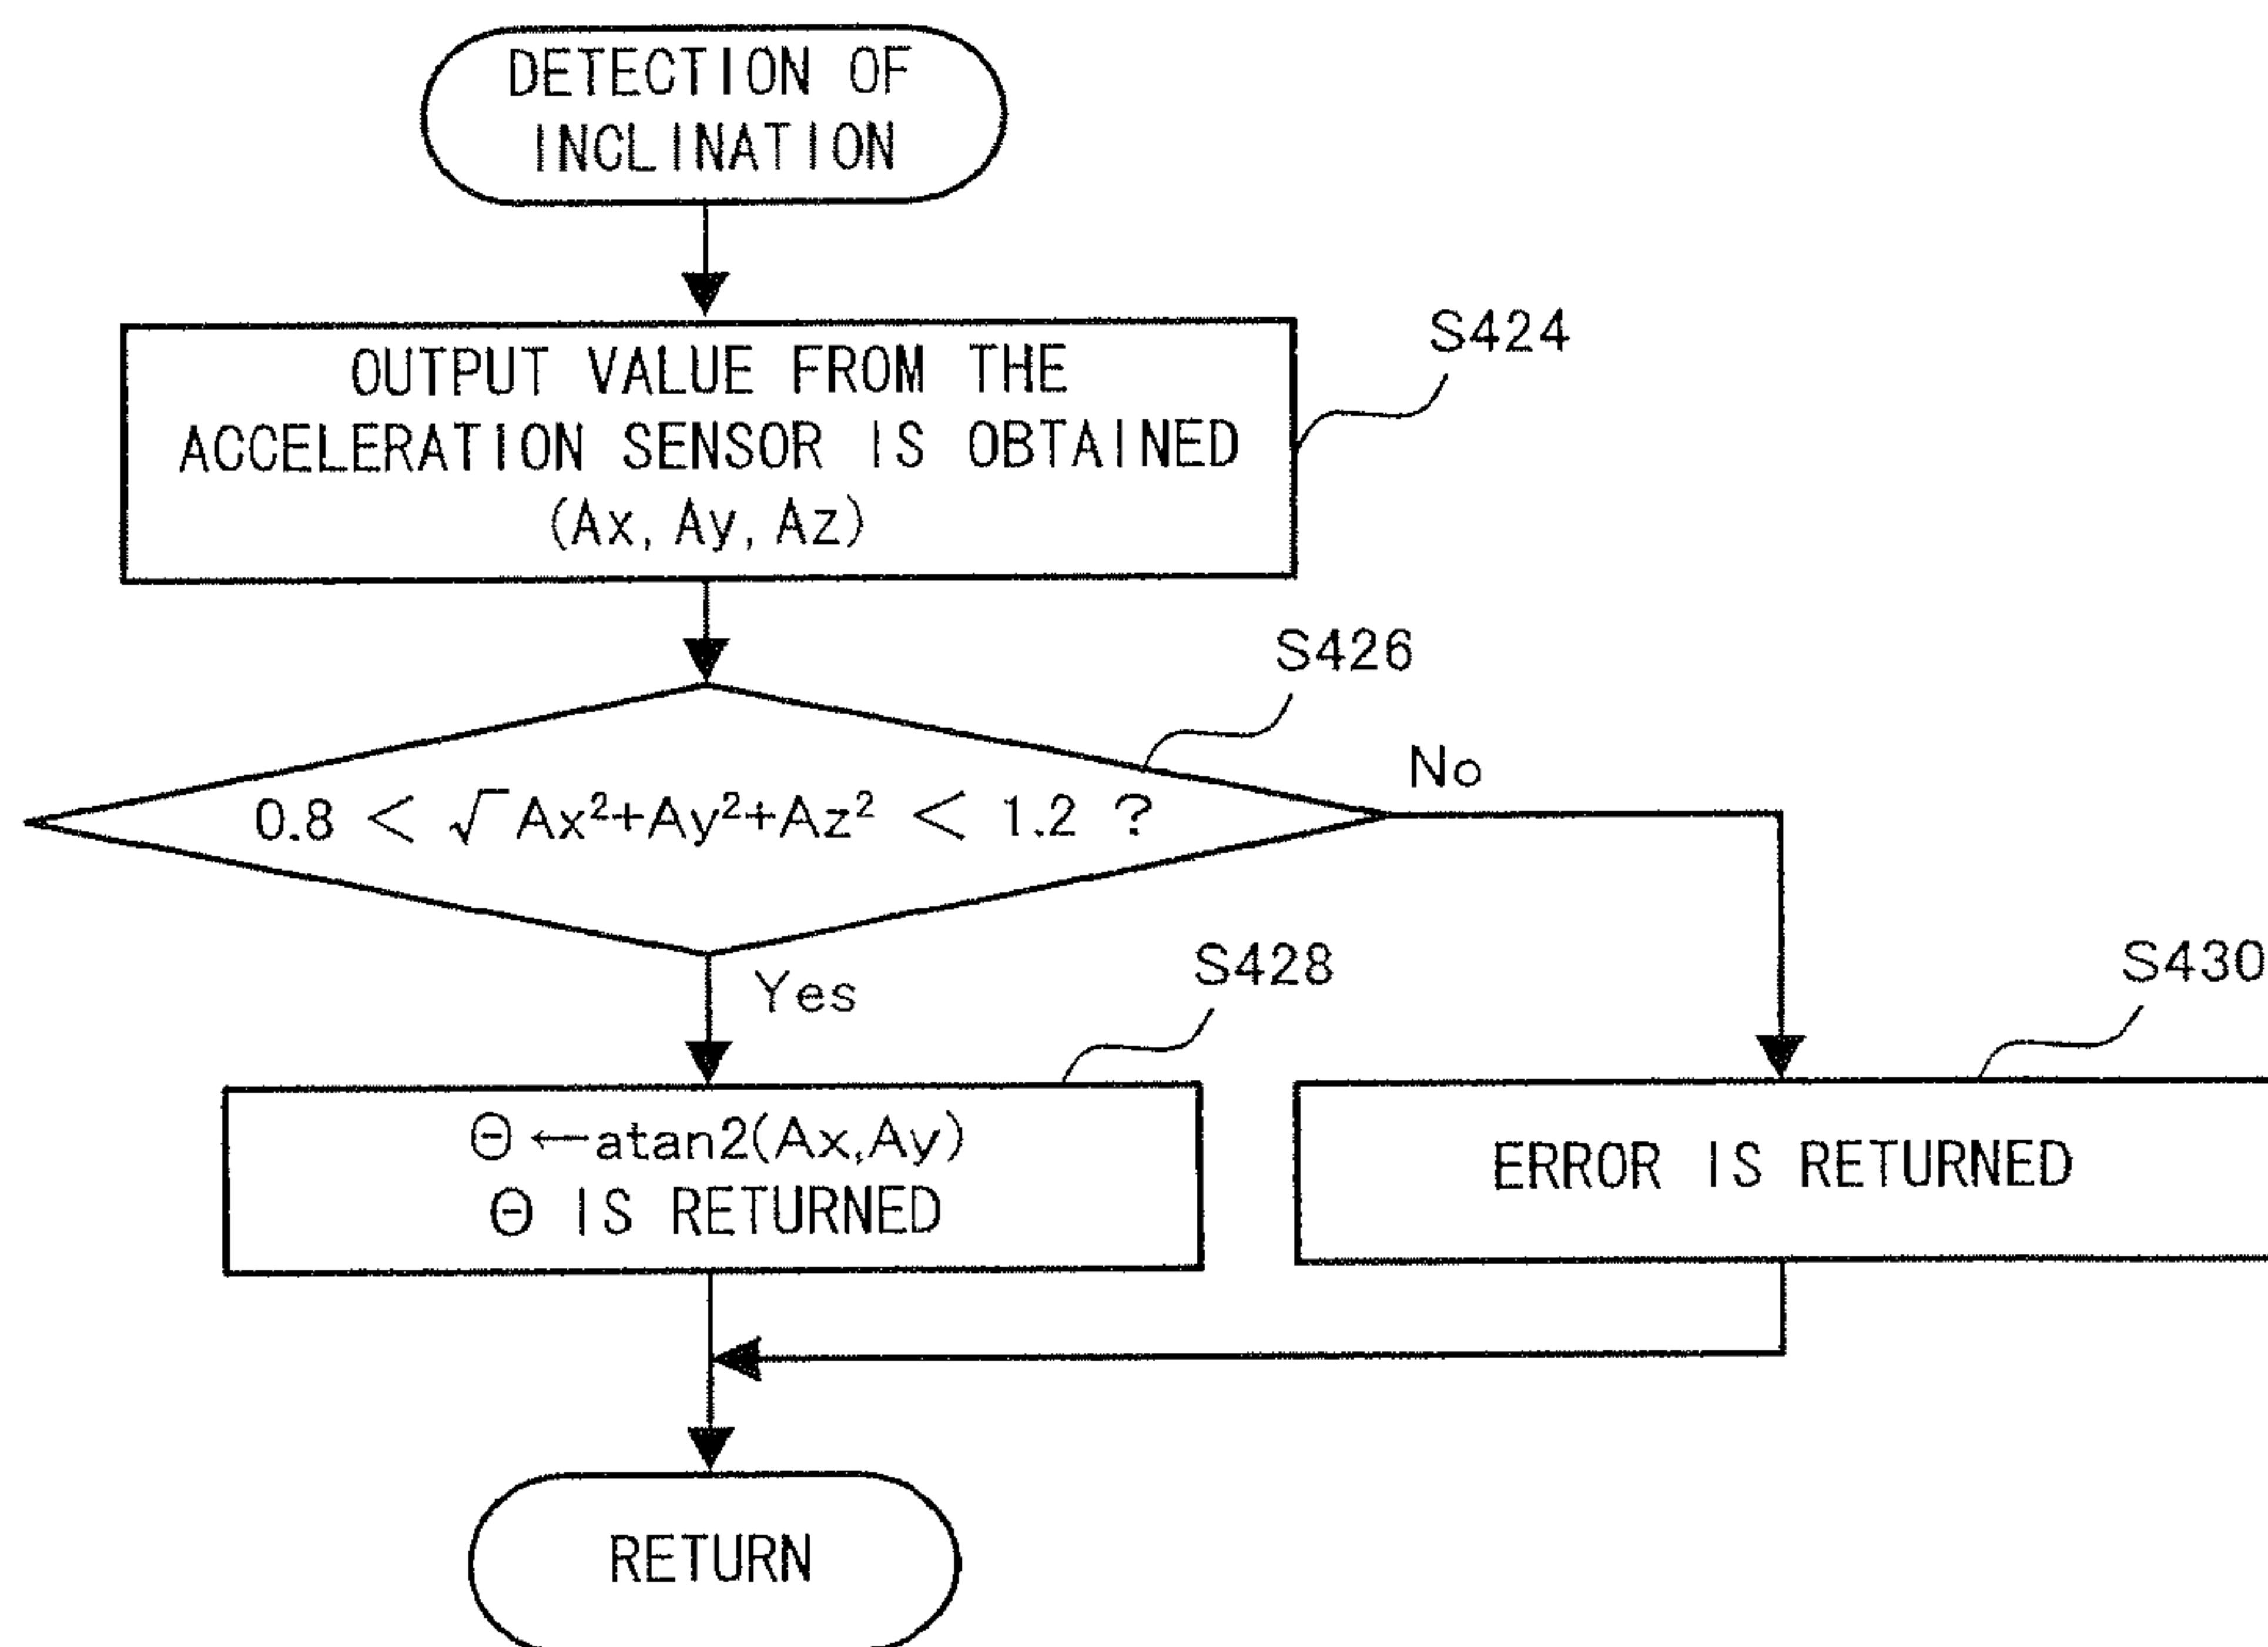 DETECTION OF
INCLINATION
OUTPUT VALUE FROM THE
ACCELERATION SENSOR IS OBTAINED
(Ax, Ay, Az)
S424
S426
0.8 < √Ax²+Ay²+Az² < 1.2 ?
No
Yes
S428
Θ←atan2(Ax,Ay)
Θ IS RETURNED
S430
ERROR IS RETURNED
RETURN